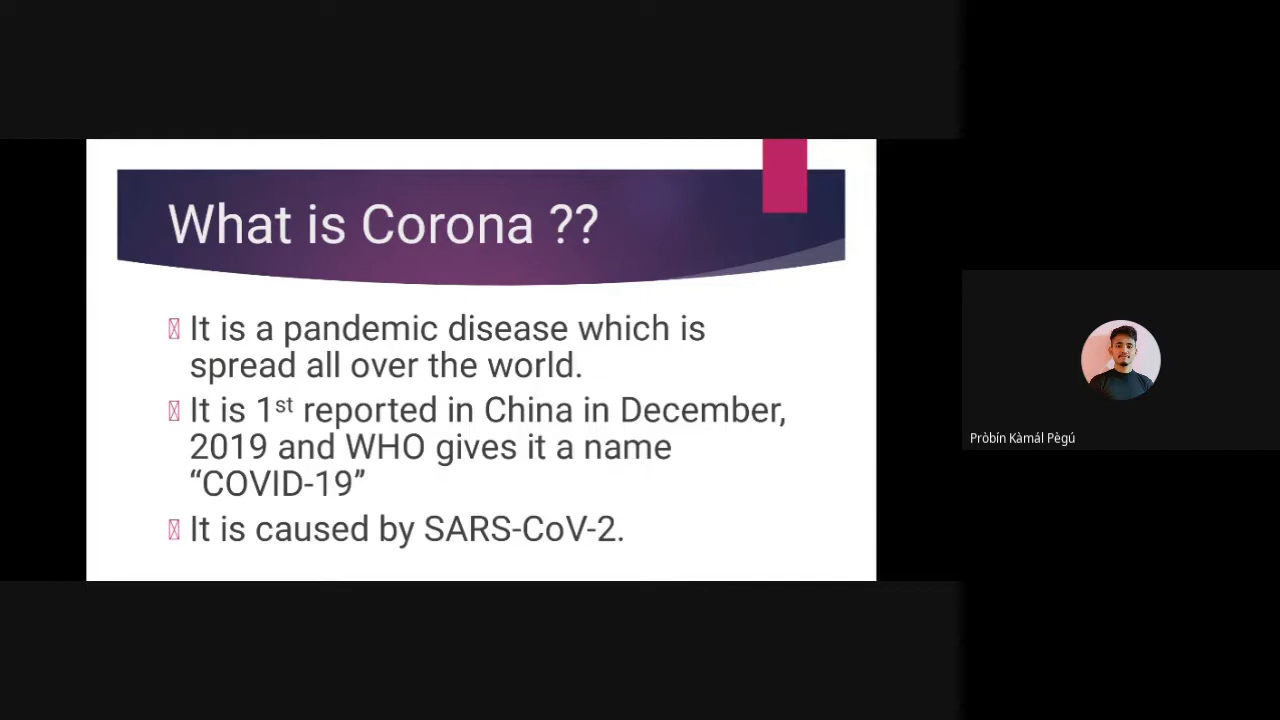 What is Corona ??
It is a pandemic disease which is
spread all over the world.
It is 1st reported in China in December,
2019 and WHO gives it a name
“COVID-19”
It is caused by SARS-CoV-2.
Pròbín Kàmál Pègú